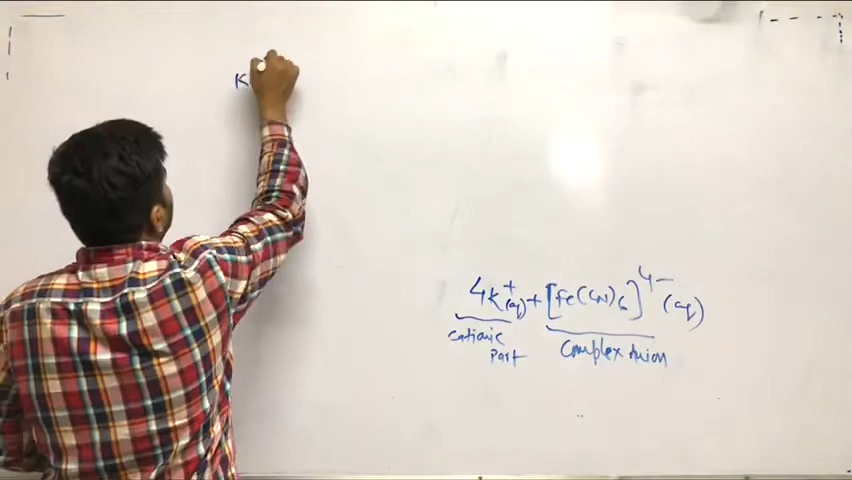 K
4K⁺(aq) + [Fe(CN)6]⁴⁻ (aq)
Cationic Complex Anion
Part